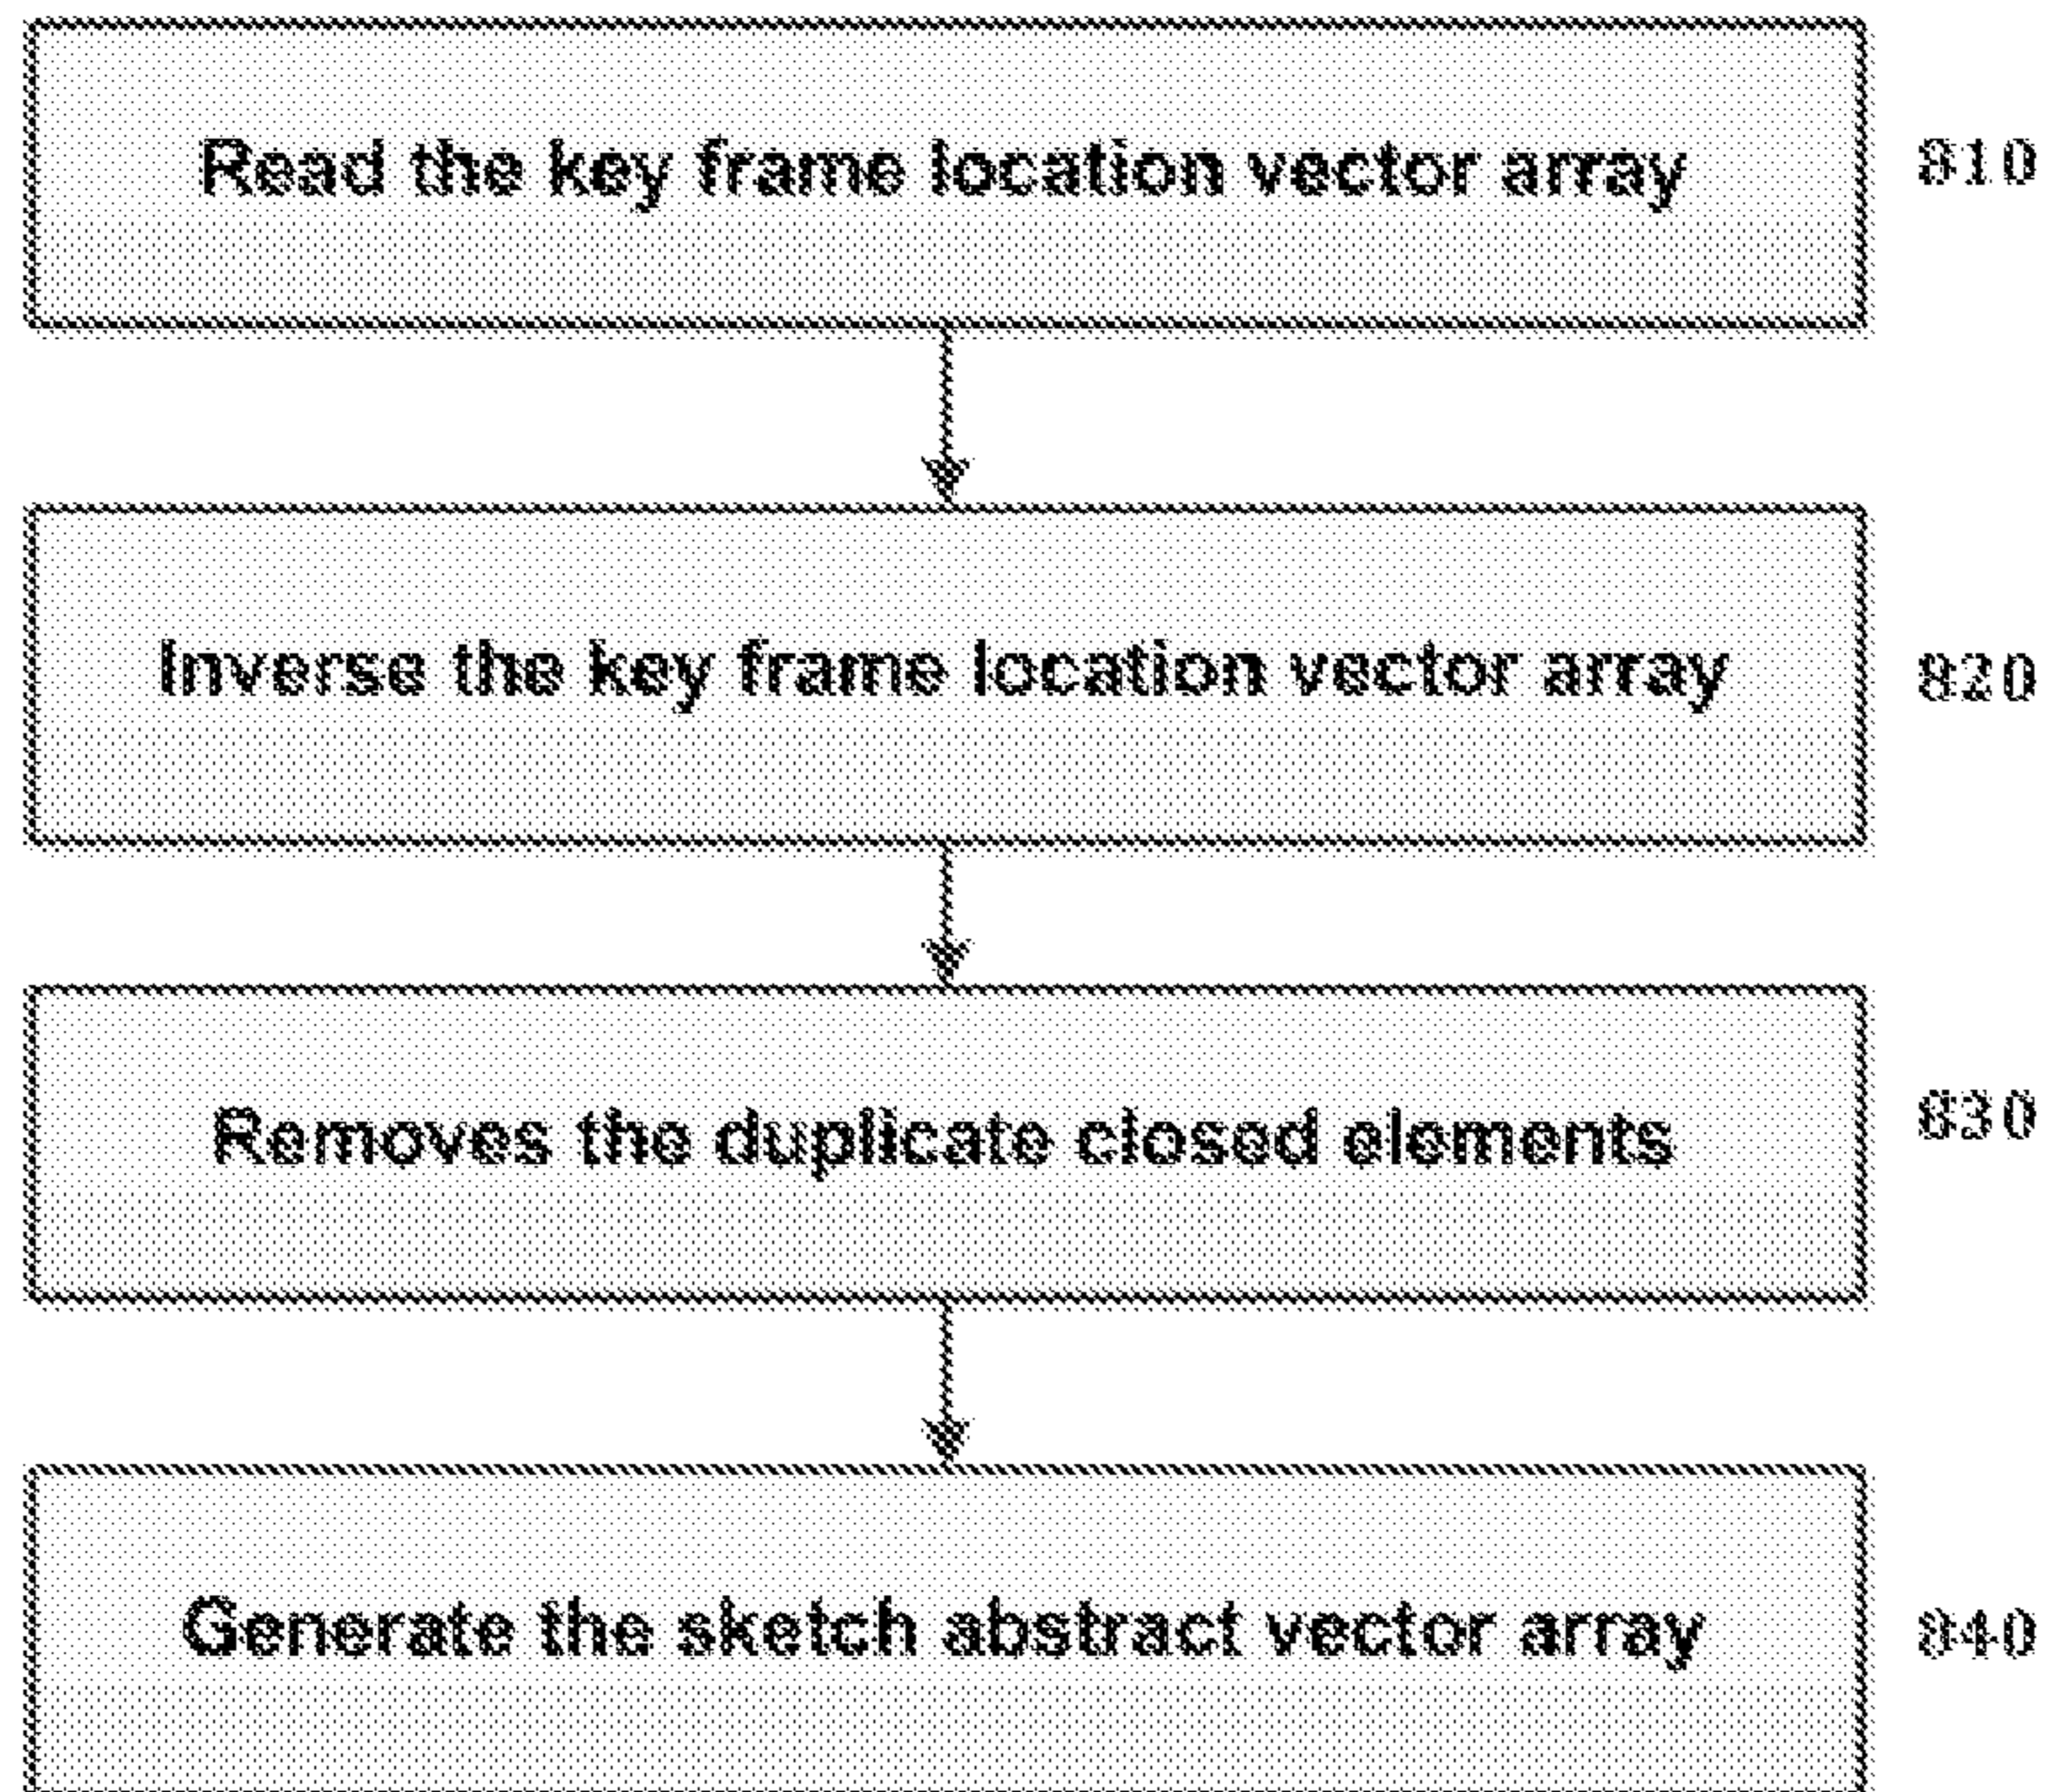 Read the key frame location vector array
810
Inverse the key frame location vector array
820
Removes the duplicate closed elements
830
Generate the sketch abstract vector array
840